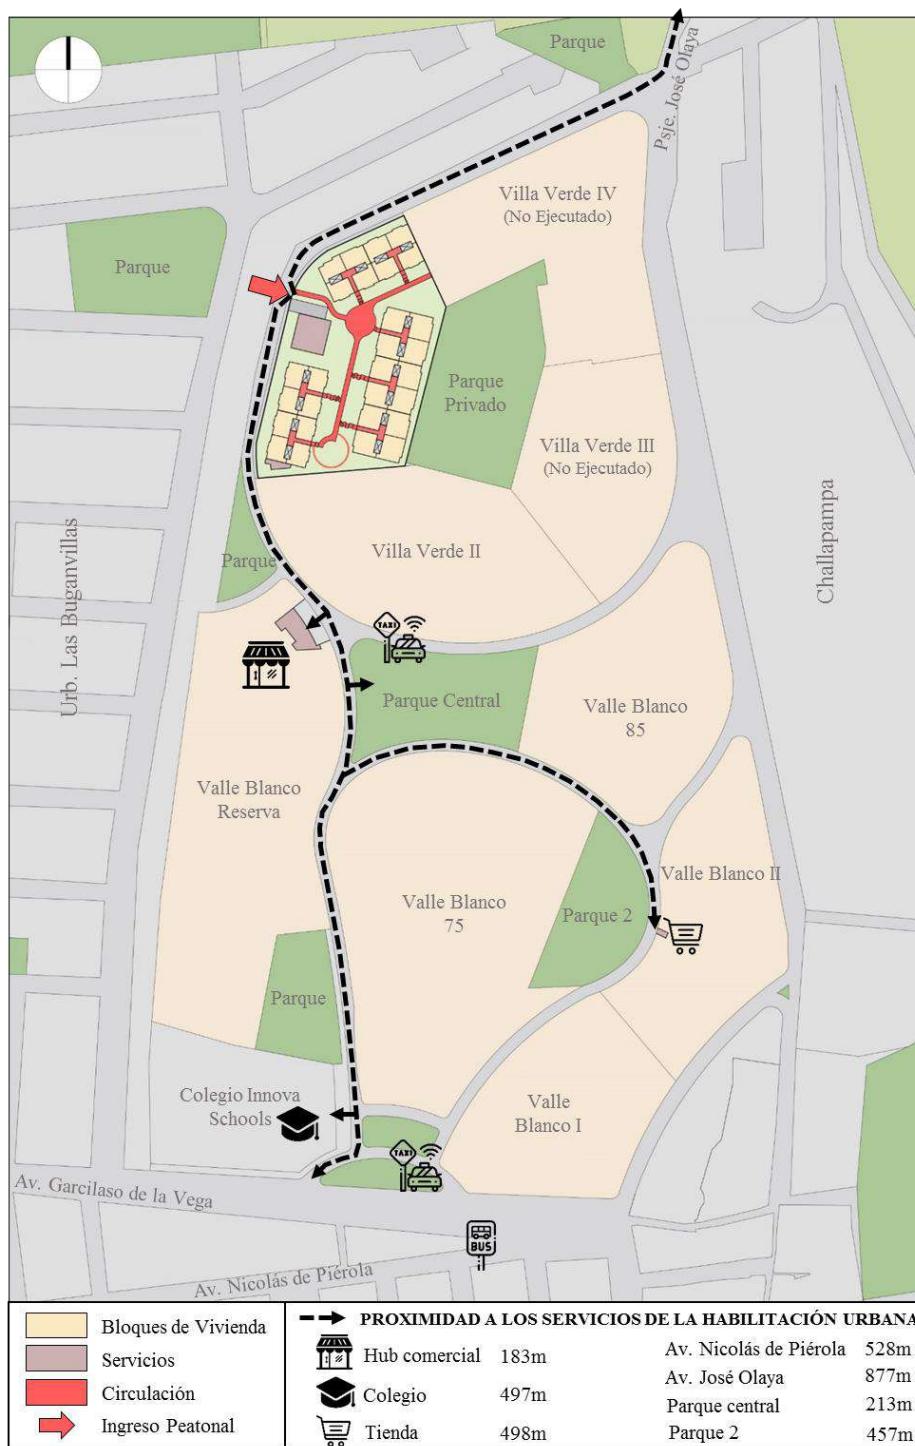 Parque
Psje. José Olaya
Villa Verde IV
(No Ejecutado)
Parque
Parque
Privado
Villa Verde III
(No Ejecutado)
Challapampa
Urb. Las Buganvillas
Villa Verde II
Parque
TAXI
Parque Central
Valle Blanco
85
Valle Blanco
Reserva
Valle Blanco II
Valle Blanco
75
Parque 2
Parque
Colegio Innova
Schools
Valle
Blanco I
TAXI
Av. Garcilaso de la Vega
BUS
Av. Nicolás de Piérola
Bloques de Vivienda
Servicios
Circulación
Ingreso Peatonal
PROXIMIDAD A LOS SERVICIOS DE LA HABILITACIÓN URBANA
Hub comercial 183m
Colegio 497m
Tienda 498m
Av. Nicolás de Piérola 528m
Av. José Olaya 877m
Parque central 213m
Parque 2 457m